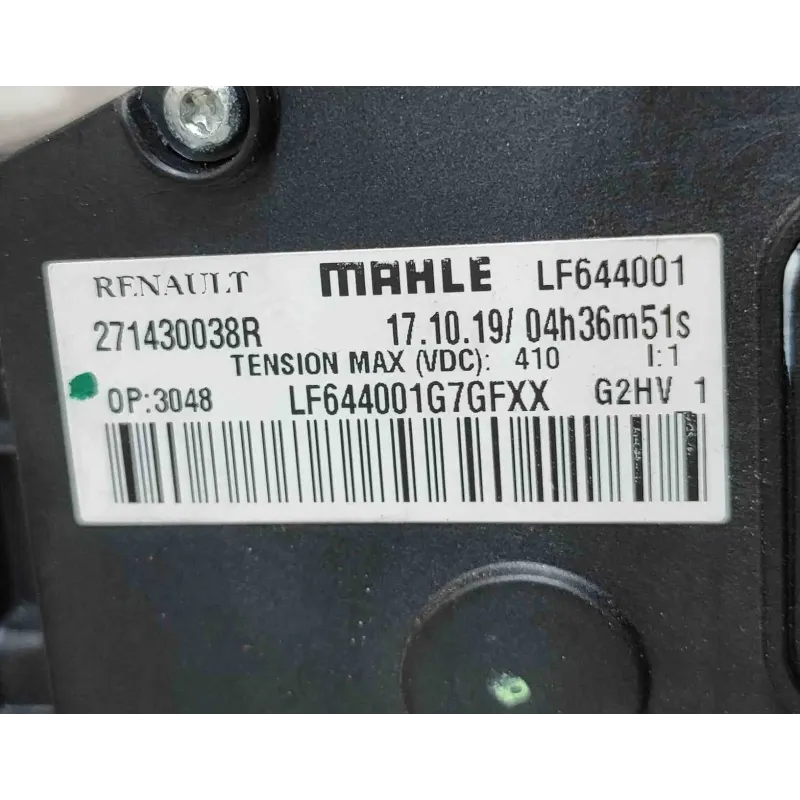 RENAULT MAHLE LF644001
271430038R 17.10.19/ 04h36m51s
TENSION MAX (VDC): 410 I:1
OP:3048 LF644001G7GFXX G2HV 1